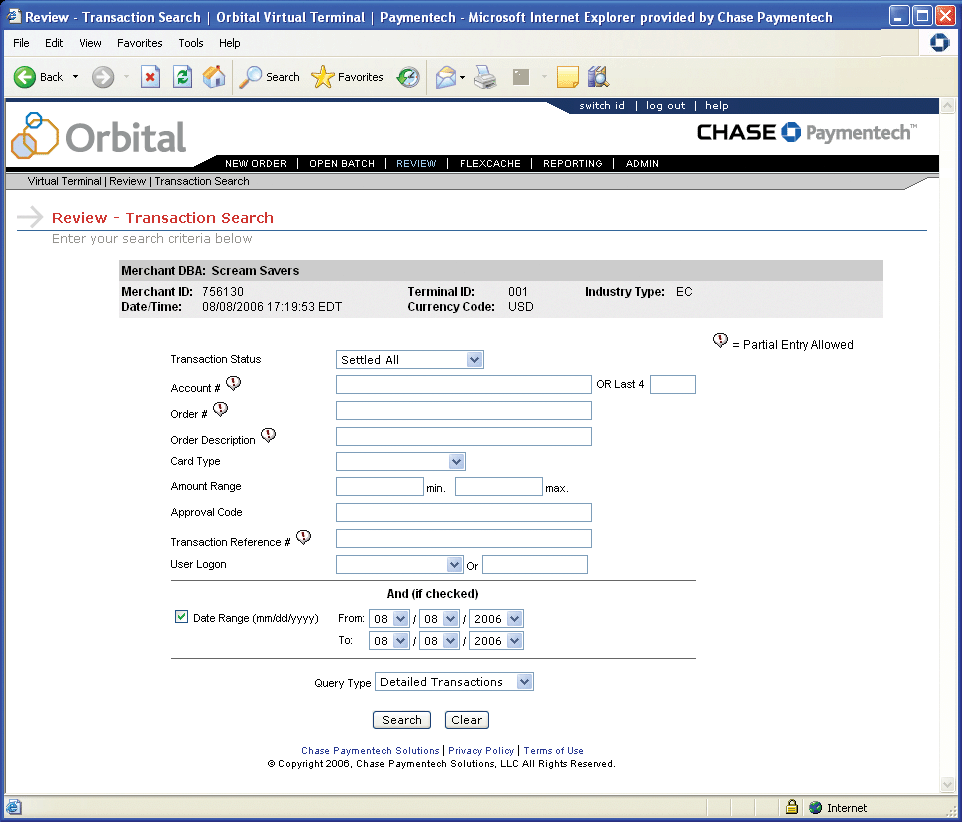 Review - Transaction Search | Orbital Virtual Terminal | Paymentech - Microsoft Internet Explorer provided by Chase Paymentech
File Edit View Favorites Tools Help
Back Search Favorites
switch id | log out | help
Orbital
CHASE Paymentech™
NEW ORDER | OPEN BATCH | REVIEW | FLEXCACHE | REPORTING | ADMIN
Virtual Terminal | Review | Transaction Search
Review - Transaction Search
Enter your search criteria below
Merchant DBA: Scream Savers
Merchant ID: 756130 Terminal ID: 001 Industry Type: EC
Date/Time: 08/08/2006 17:19:53 EDT Currency Code: USD
! = Partial Entry Allowed
Transaction Status Settled All
Account # ! OR Last 4
Order # !
Order Description !
Card Type
Amount Range min. max.
Approval Code
Transaction Reference # !
User Logon Or
And (if checked)
Date Range (mm/dd/yyyy) From: 08 / 08 / 2006
To: 08 / 08 / 2006
Query Type Detailed Transactions
Search Clear
Chase Paymentech Solutions | Privacy Policy | Terms of Use
© Copyright 2006, Chase Paymentech Solutions, LLC All Rights Reserved.
Internet